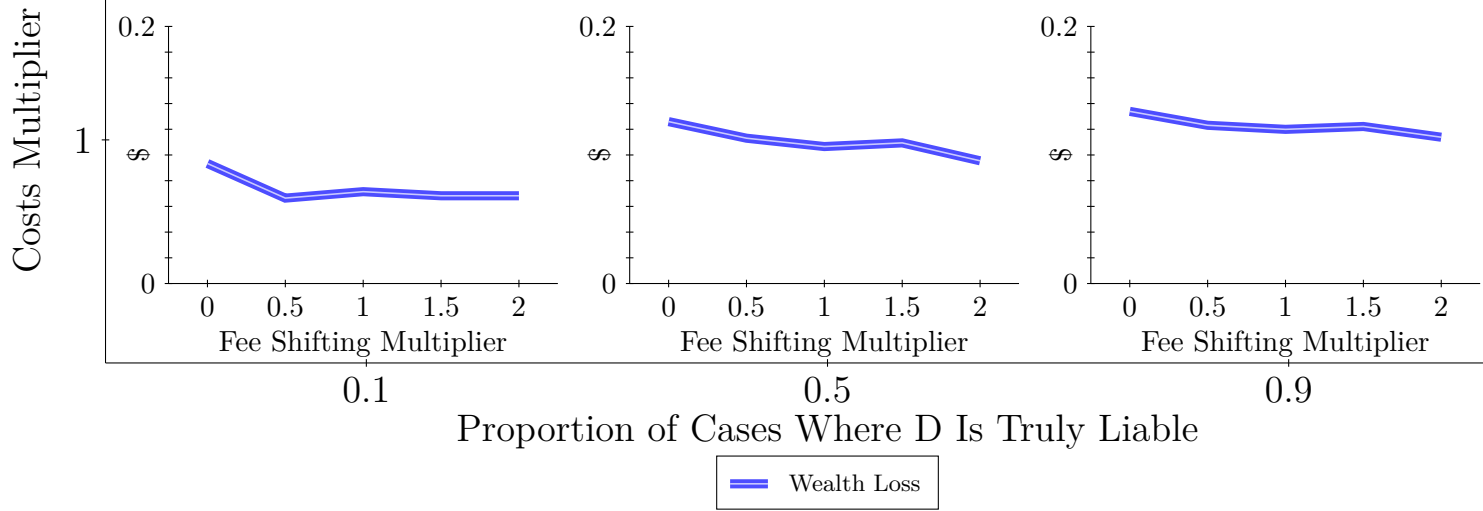 Costs Multiplier
1
0.2
$
0
0 0.5 1 1.5 2
Fee Shifting Multiplier
0.2
$
0
0 0.5 1 1.5 2
Fee Shifting Multiplier
0.2
$
0
0 0.5 1 1.5 2
Fee Shifting Multiplier
0.1 0.5 0.9
Proportion of Cases Where D Is Truly Liable
Wealth Loss